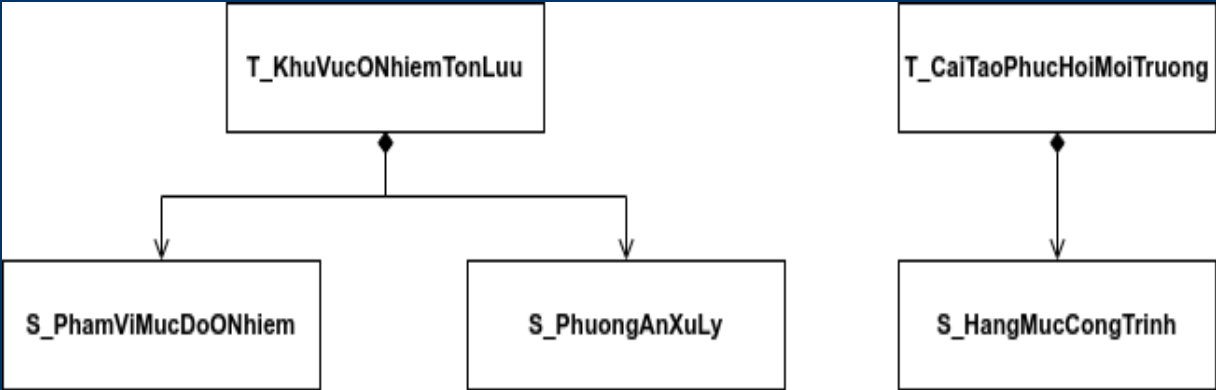 T_KhuVucONhiemTonLuu
T_CaiTaoPhucHoiMoiTruong
S_PhamViMucDoONhiem
S_PhuongAnXuLy
S_HangMucCongTrinh